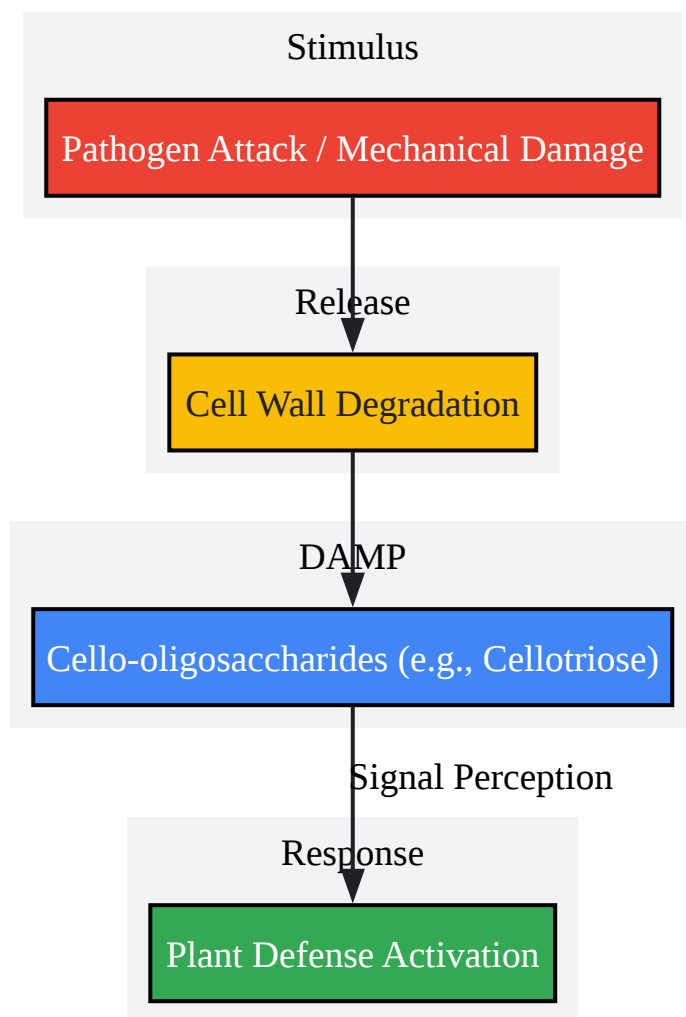 Stimulus
Pathogen Attack / Mechanical Damage
Release
Cell Wall Degradation
DAMP
Cello-oligosaccharides (e.g., Cellotriose)
Signal Perception
Response
Plant Defense Activation